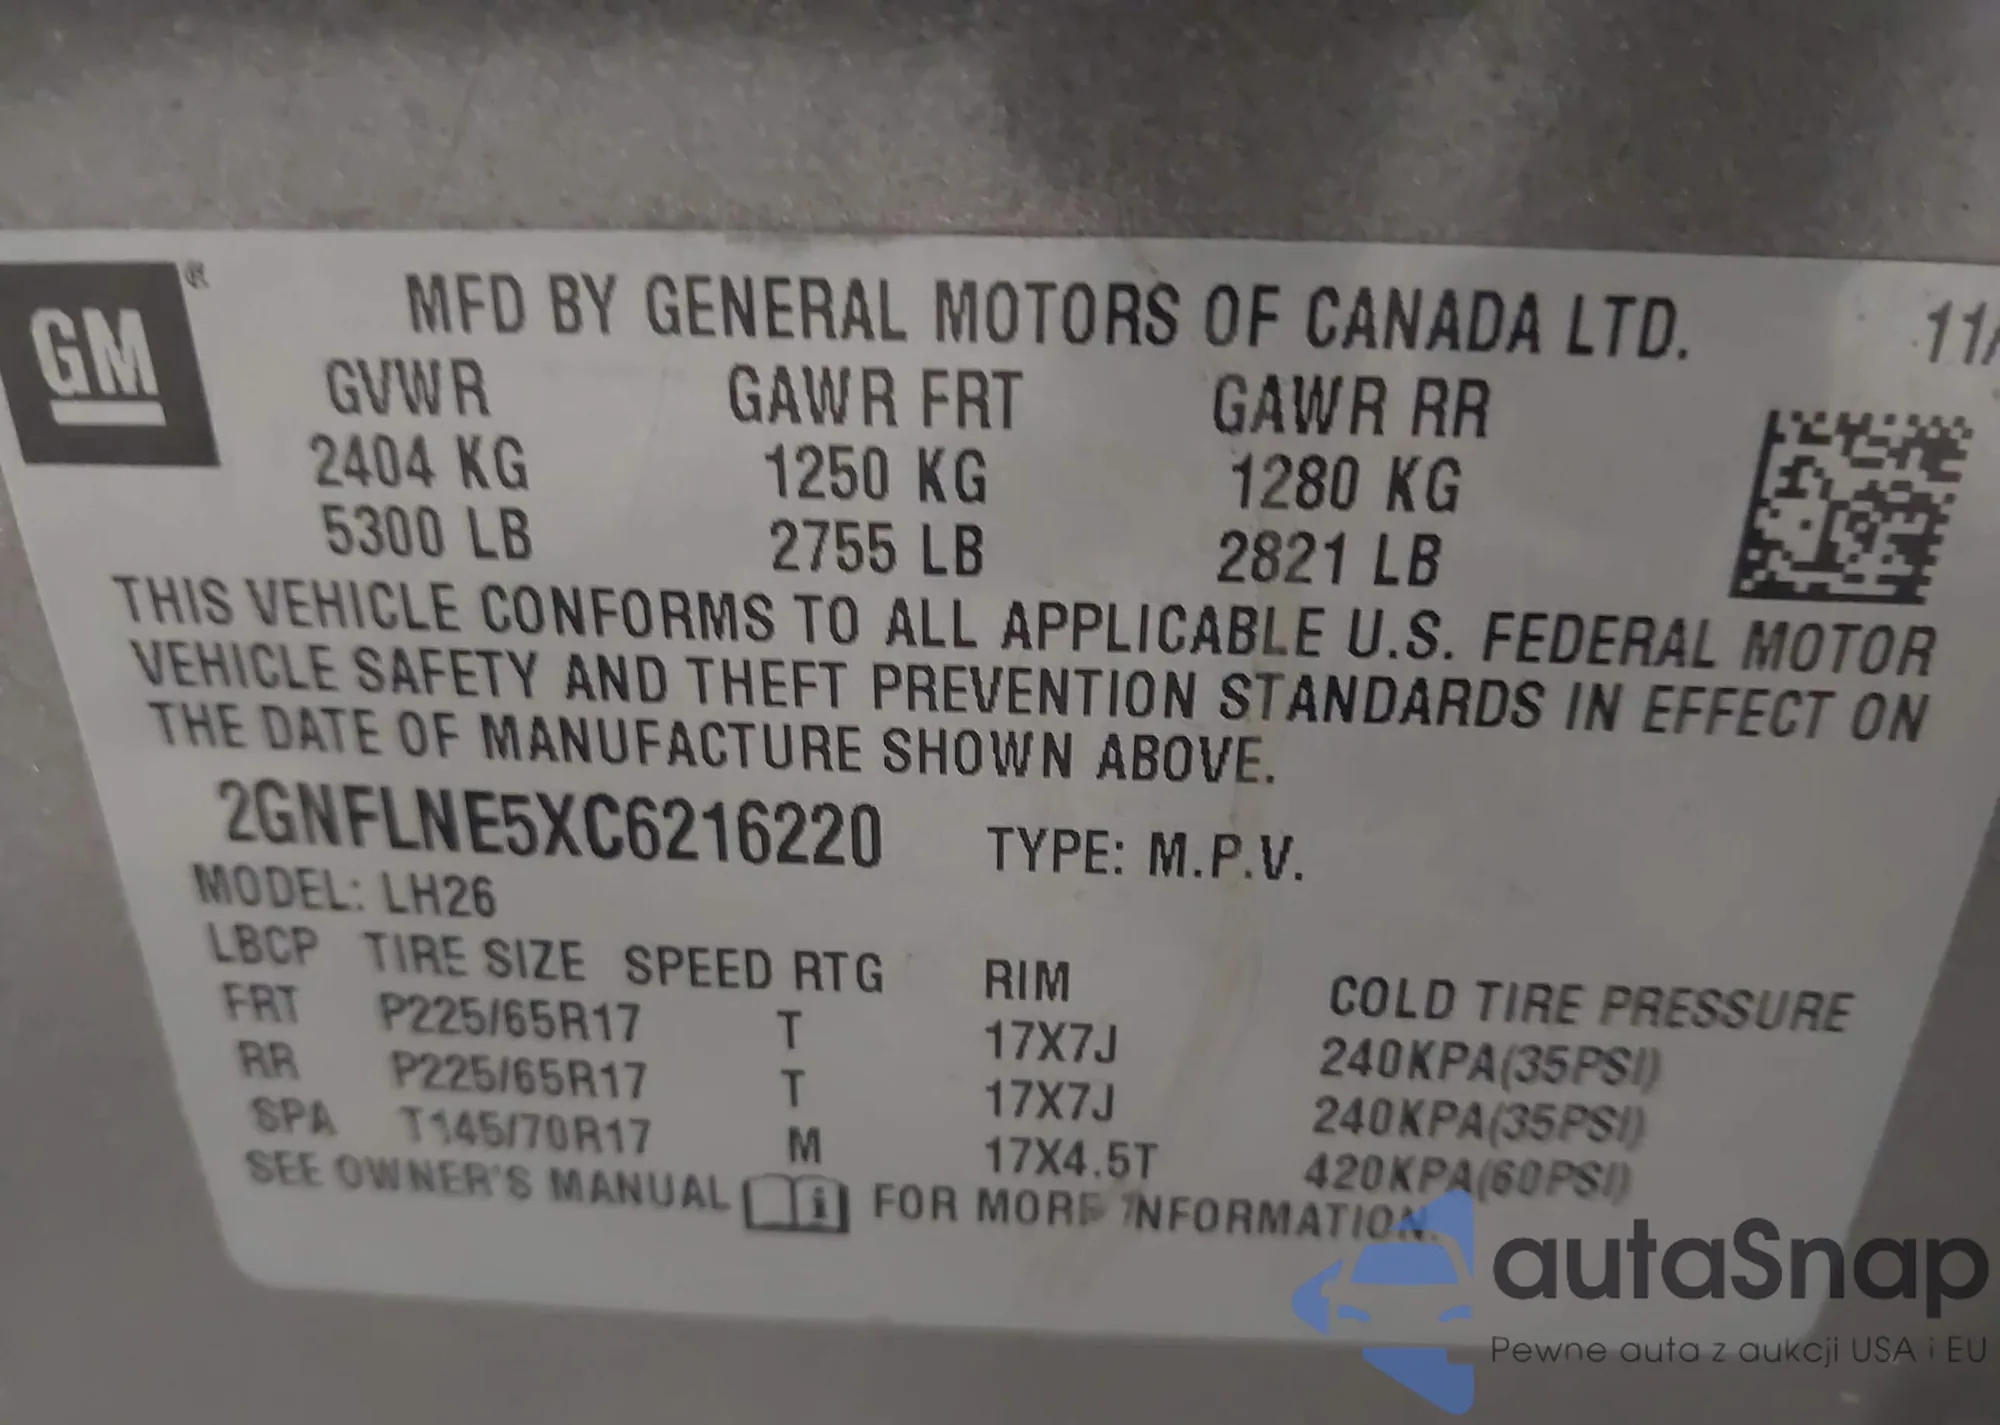 GM®
MFD BY GENERAL MOTORS OF CANADA LTD. 11/
GVWR GAWR FRT GAWR RR
2404 KG 1250 KG 1280 KG
5300 LB 2755 LB 2821 LB
THIS VEHICLE CONFORMS TO ALL APPLICABLE U.S. FEDERAL MOTOR
VEHICLE SAFETY AND THEFT PREVENTION STANDARDS IN EFFECT ON
THE DATE OF MANUFACTURE SHOWN ABOVE.
2GNFLNE5XC6216220 TYPE: M.P.V.
MODEL: LH26
LBCP TIRE SIZE SPEED RTG RIM COLD TIRE PRESSURE
FRT P225/65R17 T 17X7J 240KPA(35PSI)
RR P225/65R17 T 17X7J 240KPA(35PSI)
SPA T145/70R17 M 17X4.5T 420KPA(60PSI)
SEE OWNER'S MANUAL i FOR MORE INFORMATION.
autaSnap
Pewne auta z aukcji USA i EU